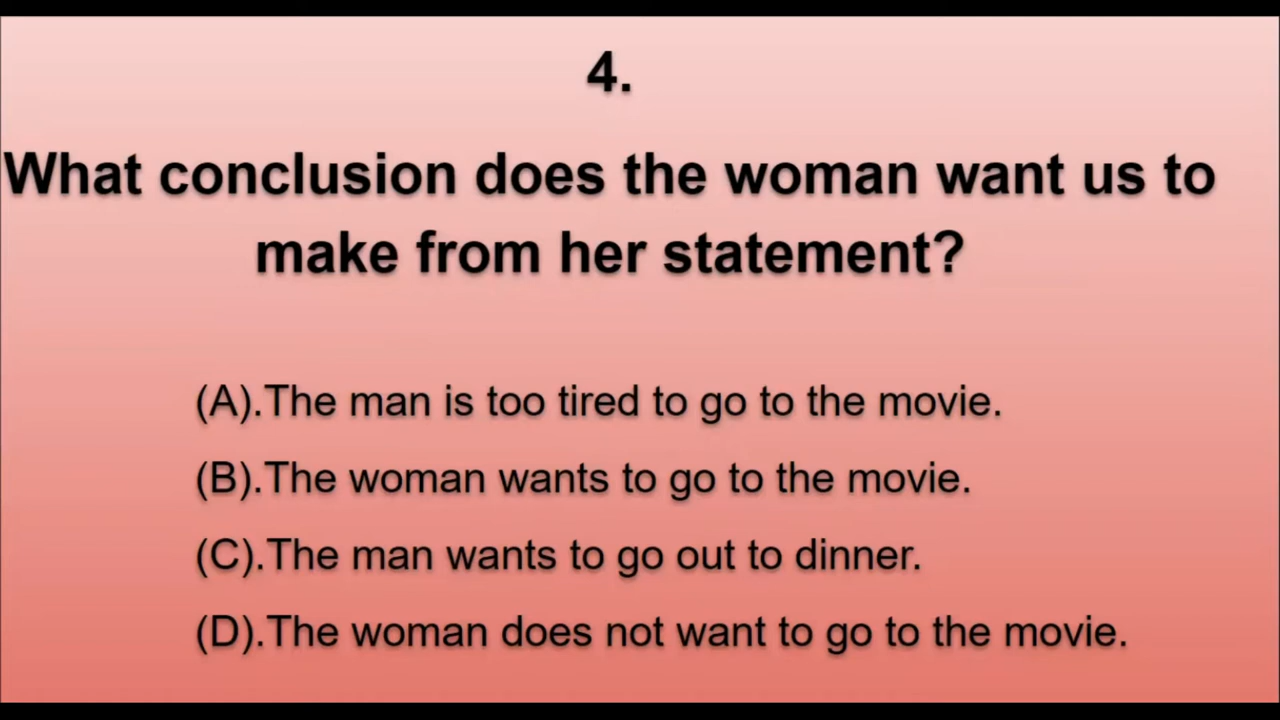 4.
What conclusion does the woman want us to
make from her statement?
(A).The man is too tired to go to the movie.
(B).The woman wants to go to the movie.
(C).The man wants to go out to dinner.
(D).The woman does not want to go to the movie.